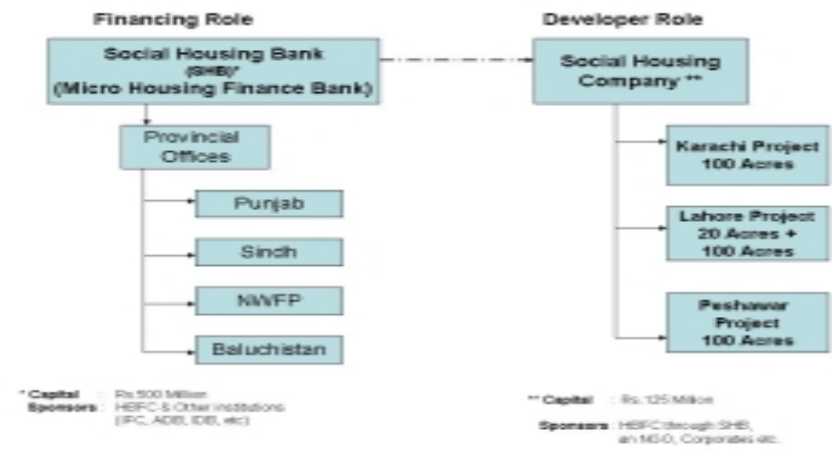 Financing Role
Social Housing Bank
(SHB)*
(Micro Housing Finance Bank)
Provincial
Offices
Punjab
Sindh
NWFP
Baluchistan
* Capital : Rs.500 Million
Sponsors : HBFC & Other institutions
(IFC, ADB, IDB, etc)
Developer Role
Social Housing
Company **
Karachi Project
100 Acres
Lahore Project
20 Acres +
100 Acres
Peshawar
Project
100 Acres
** Capital : Rs. 125 Million
Sponsors : HBFC through SHB,
an NGO, Corporates etc.